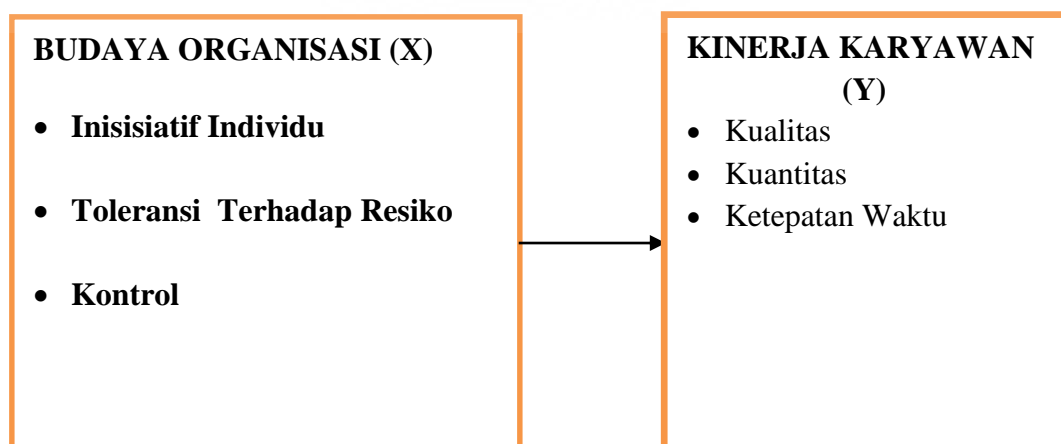 BUDAYA ORGANISASI (X)
• Inisisiatif Individu
• Toleransi Terhadap Resiko
• Kontrol
KINERJA KARYAWAN
(Y)
• Kualitas
• Kuantitas
• Ketepatan Waktu